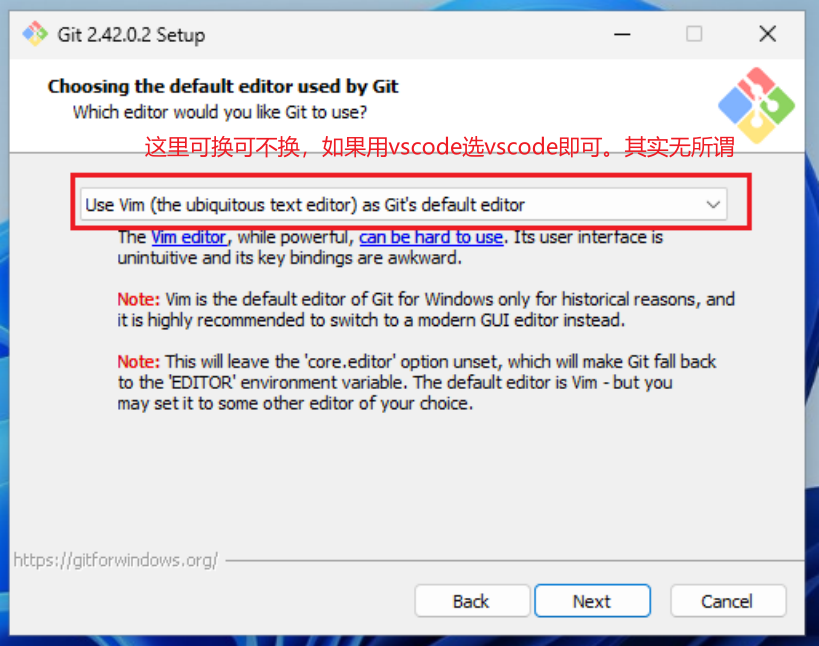 Git 2.42.0.2 Setup
Choosing the default editor used by Git
Which editor would you like Git to use?
这里可换可不换，如果用vscode选vscode即可。其实无所谓
Use Vim (the ubiquitous text editor) as Git's default editor
The Vim editor, while powerful, can be hard to use. Its user interface is
unintuitive and its key bindings are awkward.
Note: Vim is the default editor of Git for Windows only for historical reasons, and
it is highly recommended to switch to a modern GUI editor instead.
Note: This will leave the 'core.editor' option unset, which will make Git fall back
to the 'EDITOR' environment variable. The default editor is Vim - but you
may set it to some other editor of your choice.
https://gitforwindows.org/
Back
Next
Cancel